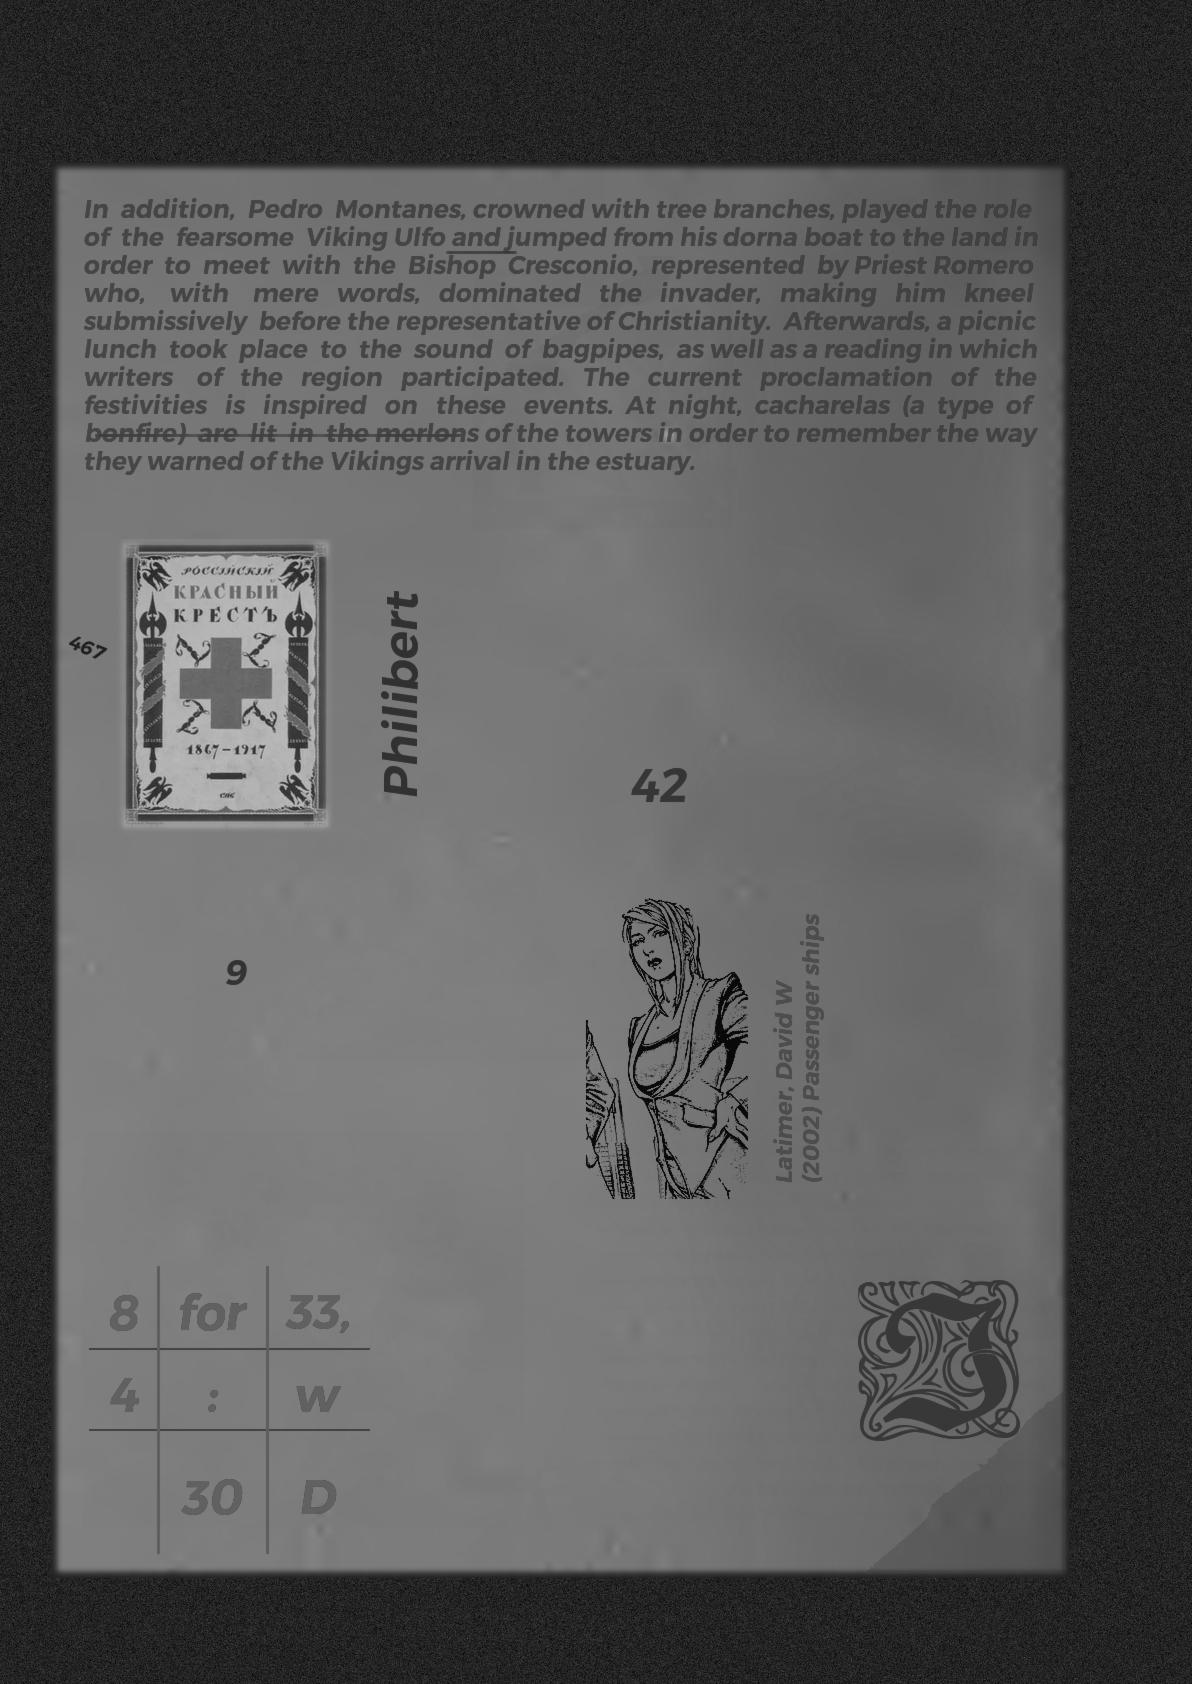 In addition, Pedro Montanes, crowned with tree branches, played the role
of the fearsome Viking Ulfo and jumped from his dorna boat to the land in
order to meet with the Bishop Cresconio, represented by Priest Romero
who, with mere words, dominated the invader, making him kneel
submissively before the representative of Christianity. Afterwards, a picnic
lunch took place to the sound of bagpipes, as well as a reading in which
writers of the region participated. The current proclamation of the
festivities is inspired on these events. At night, cacharelas (a type of
bonfire) are lit in the merlons of the towers in order to remember the way
they warned of the Vikings arrival in the estuary.
РОССІЙСКІЙ
КРАСНЫЙ
КРЕСТЪ
1867-1917
467
Philibert
42
9
Latimer, David W
(2002) Passenger ships
8 for 33,
4 : W
30 D
I